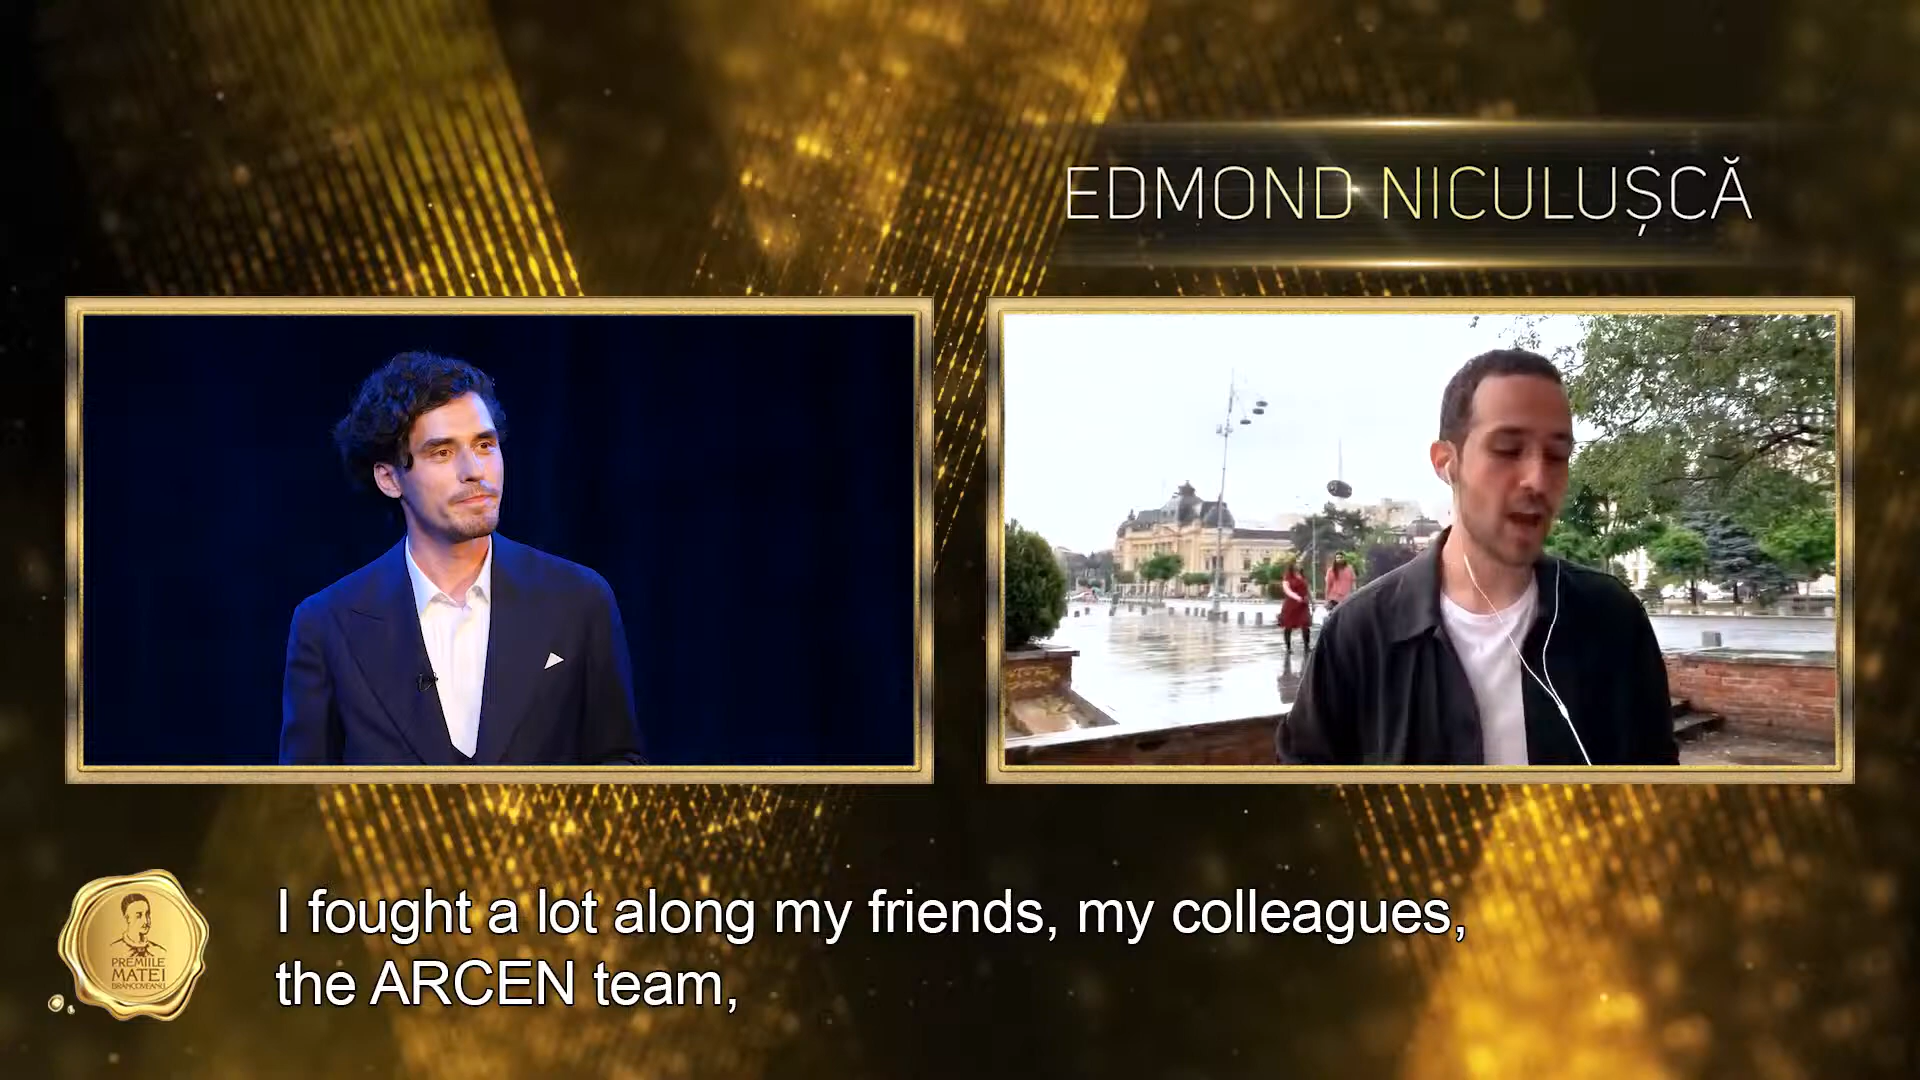 EDMOND NICULUȘCĂ
I fought a lot along my friends, my colleagues,
the ARCEN team,
PREMIILE
MATEI
BRÂNCOVEANU